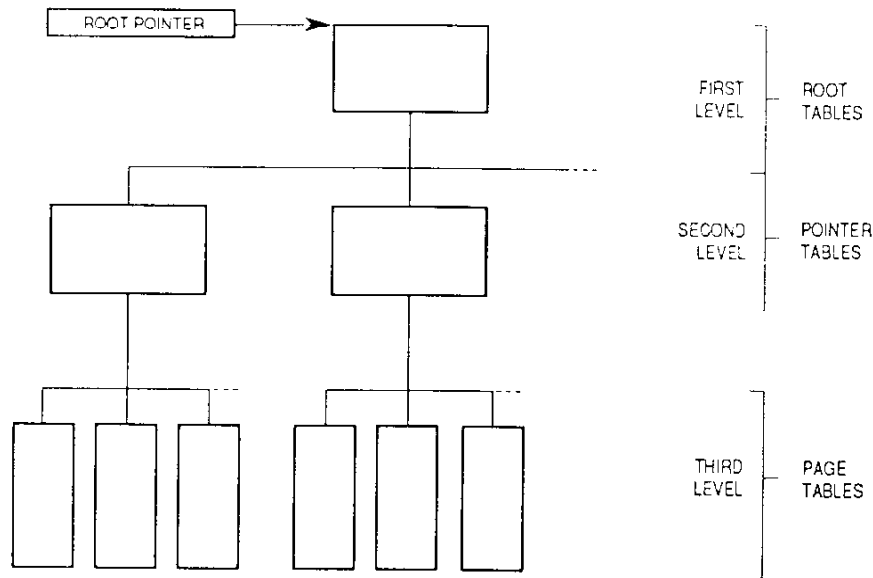 ROOT POINTER
FIRST
LEVEL
ROOT
TABLES
SECOND
LEVEL
POINTER
TABLES
THIRD
LEVEL
PAGE
TABLES